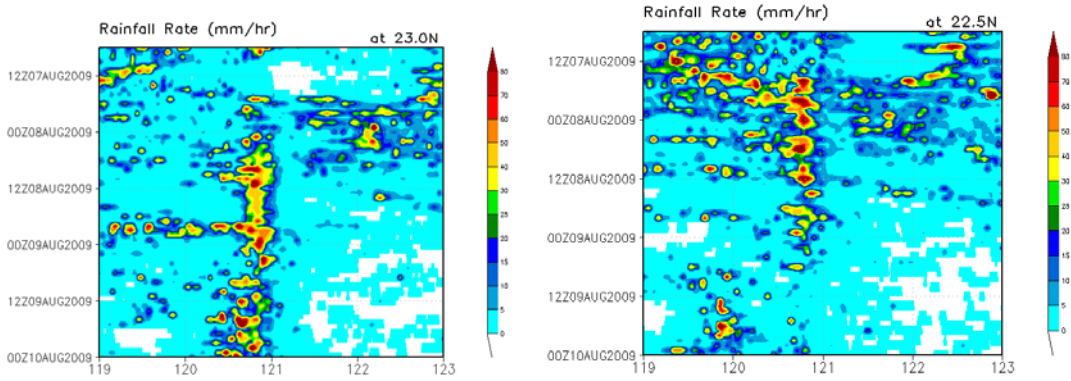 Rainfall Rate (mm/hr)
at 23.0N
12Z07AUG2009
00Z08AUG2009
12Z08AUG2009
00Z09AUG2009
12Z09AUG2009
00Z10AUG2009
119 120 121 122 123
80
70
60
50
40
30
25
20
15
10
5
0
Rainfall Rate (mm/hr)
at 22.5N
12Z07AUG2009
00Z08AUG2009
12Z08AUG2009
00Z09AUG2009
12Z09AUG2009
00Z10AUG2009
119 120 121 122 123
80
70
60
50
40
30
25
20
15
10
5
0